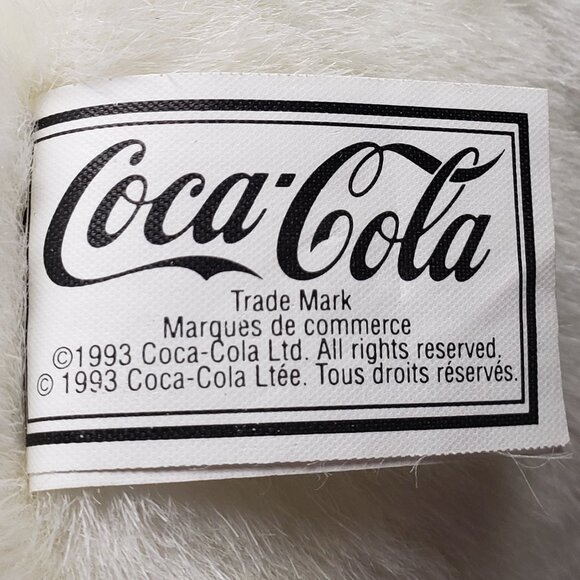 Coca-Cola
Trade Mark
Marques de commerce
©1993 Coca-Cola Ltd. All rights reserved.
© 1993 Coca-Cola Ltée. Tous droits réservés.